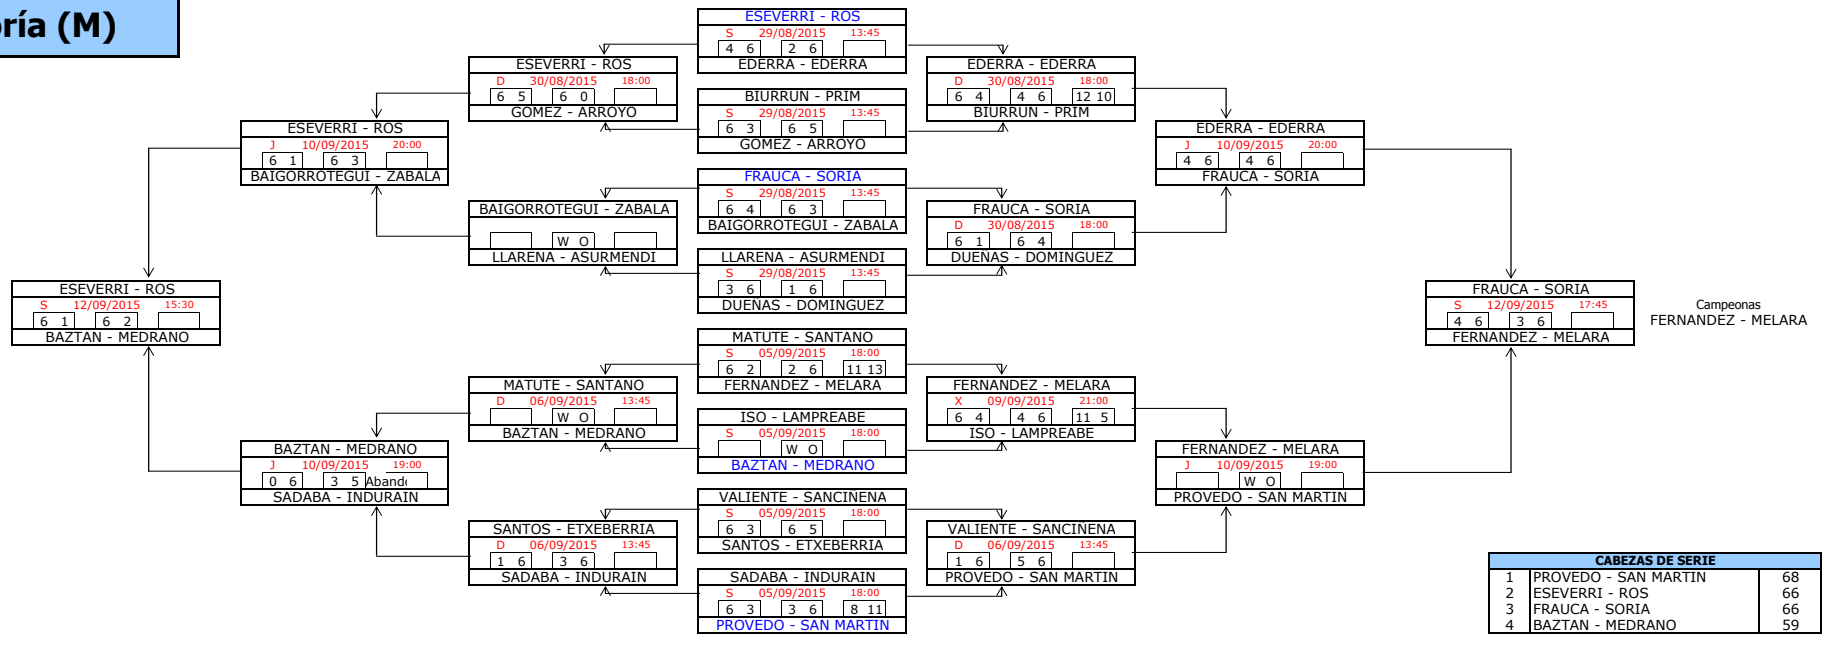 ría (M)
ESEVERRI - ROS
S 29/08/2015 13:45
4 6 2 6
EDERRA - EDERRA
ESEVERRI - ROS
D 30/08/2015 18:00
6 5 6 0
GOMEZ - ARROYO
EDERRA - EDERRA
D 30/08/2015 18:00
6 4 4 6 12 10
BIURRUN - PRIM
BIURRUN - PRIM
S 29/08/2015 13:45
6 3 6 5
GOMEZ - ARROYO
ESEVERRI - ROS
J 10/09/2015 20:00
6 1 6 3
BAIGORROTEGUI - ZABALA
EDERRA - EDERRA
J 10/09/2015 20:00
4 6 4 6
FRAUCA - SORIA
FRAUCA - SORIA
S 29/08/2015 13:45
6 4 6 3
BAIGORROTEGUI - ZABALA
BAIGORROTEGUI - ZABALA
W O
LLARENA - ASURMENDI
FRAUCA - SORIA
D 30/08/2015 18:00
6 1 6 4
DUEÑAS - DOMINGUEZ
LLARENA - ASURMENDI
S 29/08/2015 13:45
3 6 1 6
DUEÑAS - DOMINGUEZ
ESEVERRI - ROS
S 12/09/2015 15:30
6 1 6 2
BAZTAN - MEDRANO
FRAUCA - SORIA
S 12/09/2015 17:45
4 6 3 6
FERNANDEZ - MELARA
Campeonas
FERNANDEZ - MELARA
MATUTE - SANTANO
S 05/09/2015 18:00
6 2 2 6 11 13
FERNANDEZ - MELARA
MATUTE - SANTANO
D 06/09/2015 13:45
W O
BAZTAN - MEDRANO
FERNANDEZ - MELARA
X 09/09/2015 21:00
6 4 4 6 11 5
ISO - LAMPREABE
ISO - LAMPREABE
S 05/09/2015 18:00
W O
BAZTAN - MEDRANO
BAZTAN - MEDRANO
J 10/09/2015 19:00
0 6 3 5 Aband
SADABA - INDURAIN
FERNANDEZ - MELARA
J 10/09/2015 19:00
W O
PROVEDO - SAN MARTIN
VALIENTE - SANCIÑENA
S 05/09/2015 18:00
6 3 6 5
SANTOS - ETXEBERRIA
SANTOS - ETXEBERRIA
D 06/09/2015 13:45
1 6 3 6
SADABA - INDURAIN
VALIENTE - SANCIÑENA
D 06/09/2015 13:45
1 6 5 6
PROVEDO - SAN MARTIN
SADABA - INDURAIN
S 05/09/2015 18:00
6 3 3 6 8 11
PROVEDO - SAN MARTIN
CABEZAS DE SERIE
1 PROVEDO - SAN MARTIN 68
2 ESEVERRI - ROS 66
3 FRAUCA - SORIA 66
4 BAZTAN - MEDRANO 59